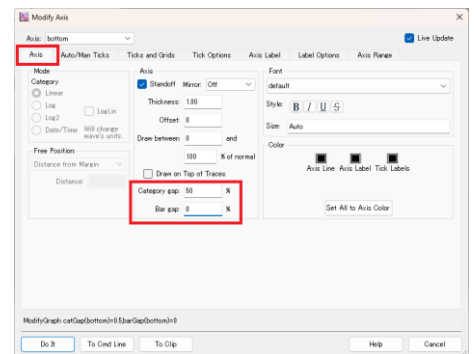 Modify Axis
Axis: bottom
Live Update
Axis Auto/Man Ticks Ticks and Grids Tick Options Axis Label Label Options Axis Range
Mode
Category
Linear
Log
Log2
LogLin
Date/Time Will change wave's units.
Free Position
Distance from Margin
Distance:
Axis
Standoff Mirror: Off
Thickness: 1.00
Offset: 0
Draw between 0 and
100 % of normal
Draw on Top of Traces
Category gap: 50 %
Bar gap: 0 %
Font
default
Style: B I U S
Size: Auto
Color
Axis Line Axis Label Tick Labels
Set All to Axis Color
ModifyGraph catGap(bottom)=0.5,barGap(bottom)=0
Do It To Cmd Line To Clip Help Cancel